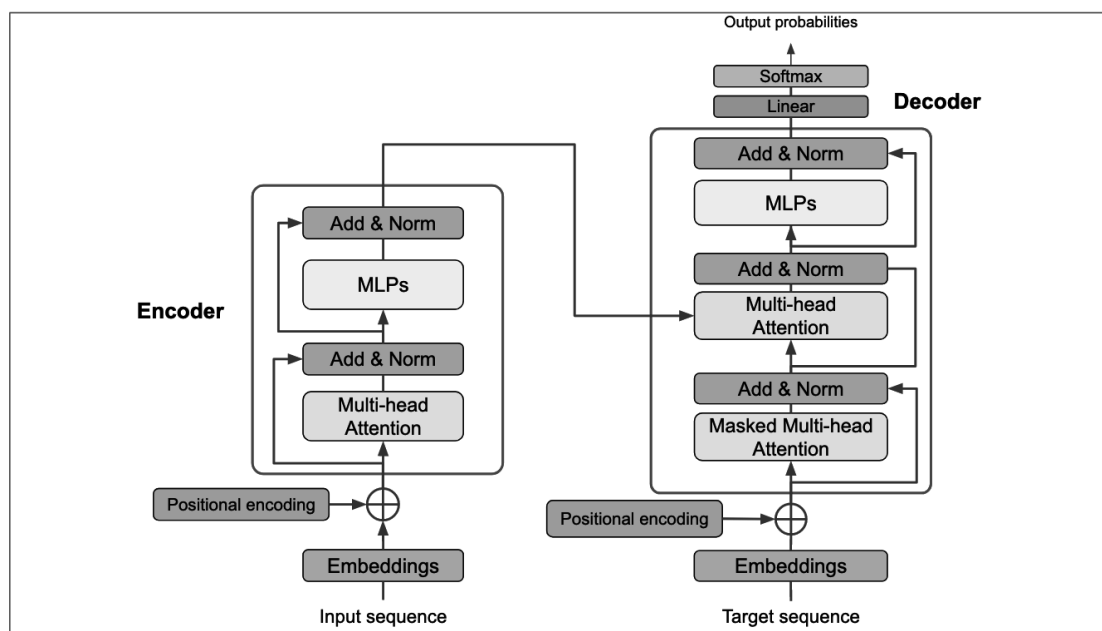 Output probabilities
Softmax
Linear
Decoder
Add & Norm
MLPs
Add & Norm
Multi-head
Attention
Add & Norm
Masked Multi-head
Attention
Positional encoding
Embeddings
Target sequence
Encoder
Add & Norm
MLPs
Add & Norm
Multi-head
Attention
Positional encoding
Embeddings
Input sequence